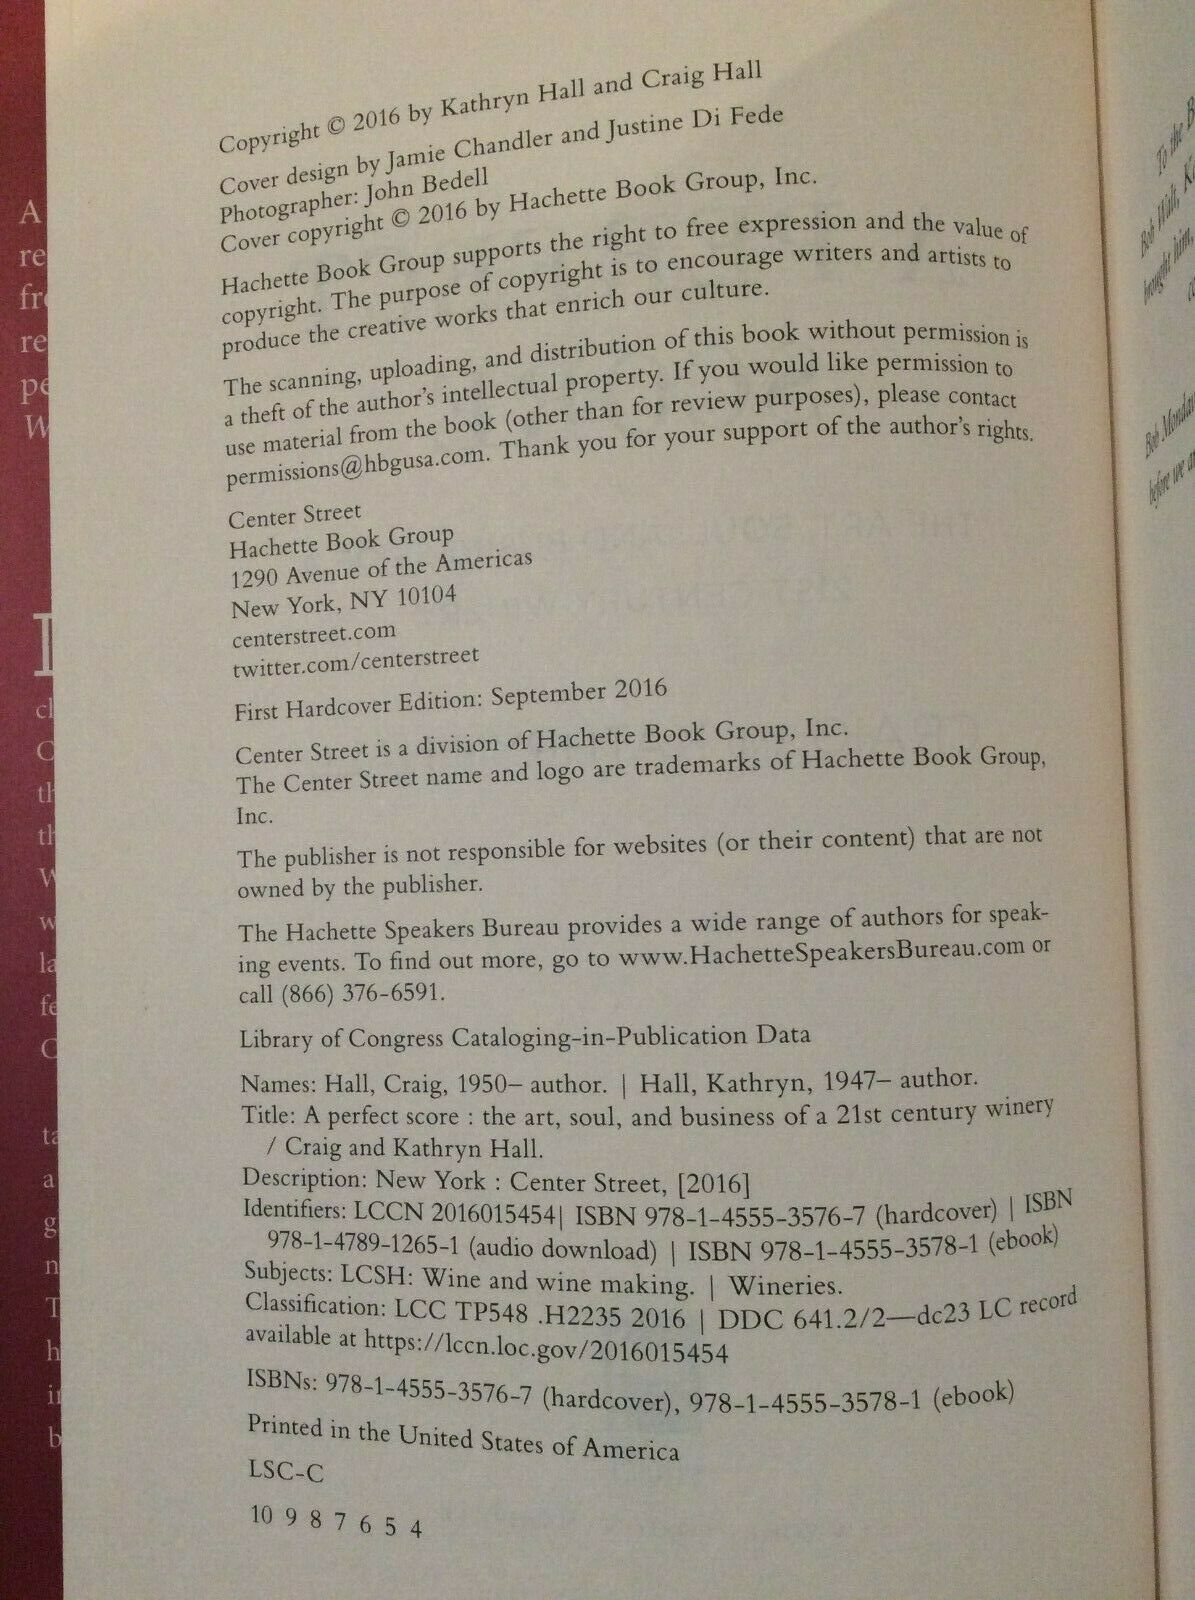 Copyright © 2016 by Kathryn Hall and Craig Hall
Cover design by Jamie Chandler and Justine Di Fede
Photographer: John Bedell
Cover copyright © 2016 by Hachette Book Group, Inc.
Hachette Book Group supports the right to free expression and the value of
copyright. The purpose of copyright is to encourage writers and artists to
produce the creative works that enrich our culture.
The scanning, uploading, and distribution of this book without permission is
a theft of the author's intellectual property. If you would like permission to
use material from the book (other than for review purposes), please contact
permissions@hbgusa.com. Thank you for your support of the author's rights.
Center Street
Hachette Book Group
1290 Avenue of the Americas
New York, NY 10104
centerstreet.com
twitter.com/centerstreet
First Hardcover Edition: September 2016
Center Street is a division of Hachette Book Group, Inc.
The Center Street name and logo are trademarks of Hachette Book Group,
Inc.
The publisher is not responsible for websites (or their content) that are not
owned by the publisher.
The Hachette Speakers Bureau provides a wide range of authors for speak-
ing events. To find out more, go to www.HachetteSpeakersBureau.com or
call (866) 376-6591.
Library of Congress Cataloging-in-Publication Data
Names: Hall, Craig, 1950– author. | Hall, Kathryn, 1947– author.
Title: A perfect score : the art, soul, and business of a 21st century winery
/ Craig and Kathryn Hall.
Description: New York : Center Street, [2016]
Identifiers: LCCN 2016015454| ISBN 978-1-4555-3576-7 (hardcover) | ISBN
978-1-4789-1265-1 (audio download) | ISBN 978-1-4555-3578-1 (ebook)
Subjects: LCSH: Wine and wine making. | Wineries.
Classification: LCC TP548 .H2235 2016 | DDC 641.2/2—dc23 LC record
available at https://lccn.loc.gov/2016015454
ISBNs: 978-1-4555-3576-7 (hardcover), 978-1-4555-3578-1 (ebook)
Printed in the United States of America
LSC-C
10 9 8 7 6 5 4
To the
Bob Walt,
brought him,
Bob
before we